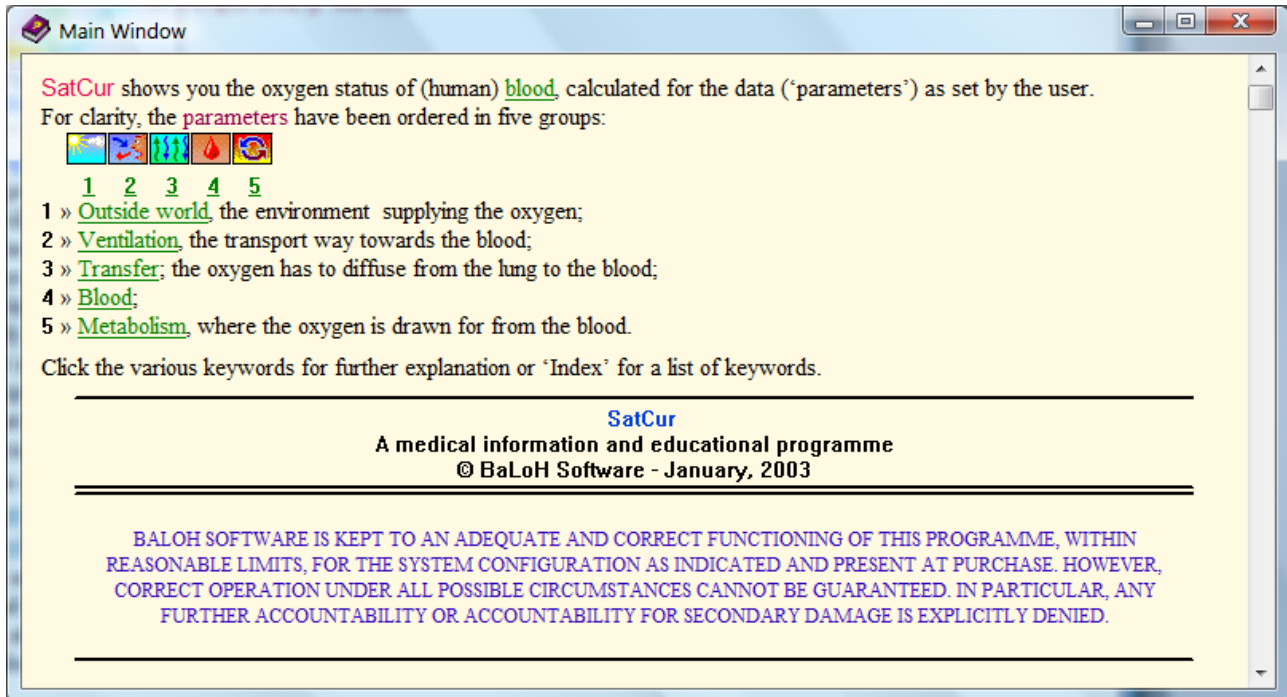 Main Window
SatCur shows you the oxygen status of (human) blood, calculated for the data (‘parameters’) as set by the user.
For clarity, the parameters have been ordered in five groups:
1 2 3 4 5
1 » Outside world, the environment  supplying the oxygen;
2 » Ventilation, the transport way towards the blood;
3 » Transfer; the oxygen has to diffuse from the lung to the blood;
4 » Blood;
5 » Metabolism, where the oxygen is drawn for from the blood.
Click the various keywords for further explanation or ‘Index’ for a list of keywords.
SatCur
A medical information and educational programme
© BaLoH Software - January, 2003
BALOH SOFTWARE IS KEPT TO AN ADEQUATE AND CORRECT FUNCTIONING OF THIS PROGRAMME, WITHIN
REASONABLE LIMITS, FOR THE SYSTEM CONFIGURATION AS INDICATED AND PRESENT AT PURCHASE. HOWEVER,
CORRECT OPERATION UNDER ALL POSSIBLE CIRCUMSTANCES CANNOT BE GUARANTEED. IN PARTICULAR, ANY
FURTHER ACCOUNTABILITY OR ACCOUNTABILITY FOR SECONDARY DAMAGE IS EXPLICITLY DENIED.